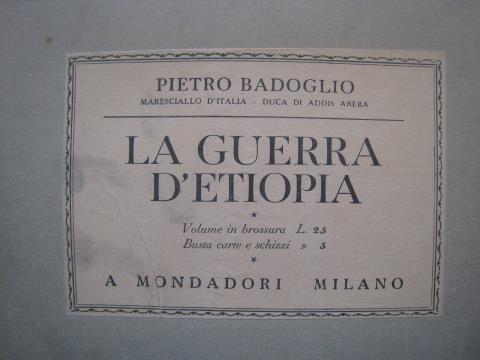 PIETRO BADOGLIO
MARESCIALLO D'ITALIA - DUCA DI ADDIS ABEBA
LA GUERRA
D'ETIOPIA
*
Volume in brossura L. 25
Busta carte e schizzi » 5
*
A MONDADORI MILANO